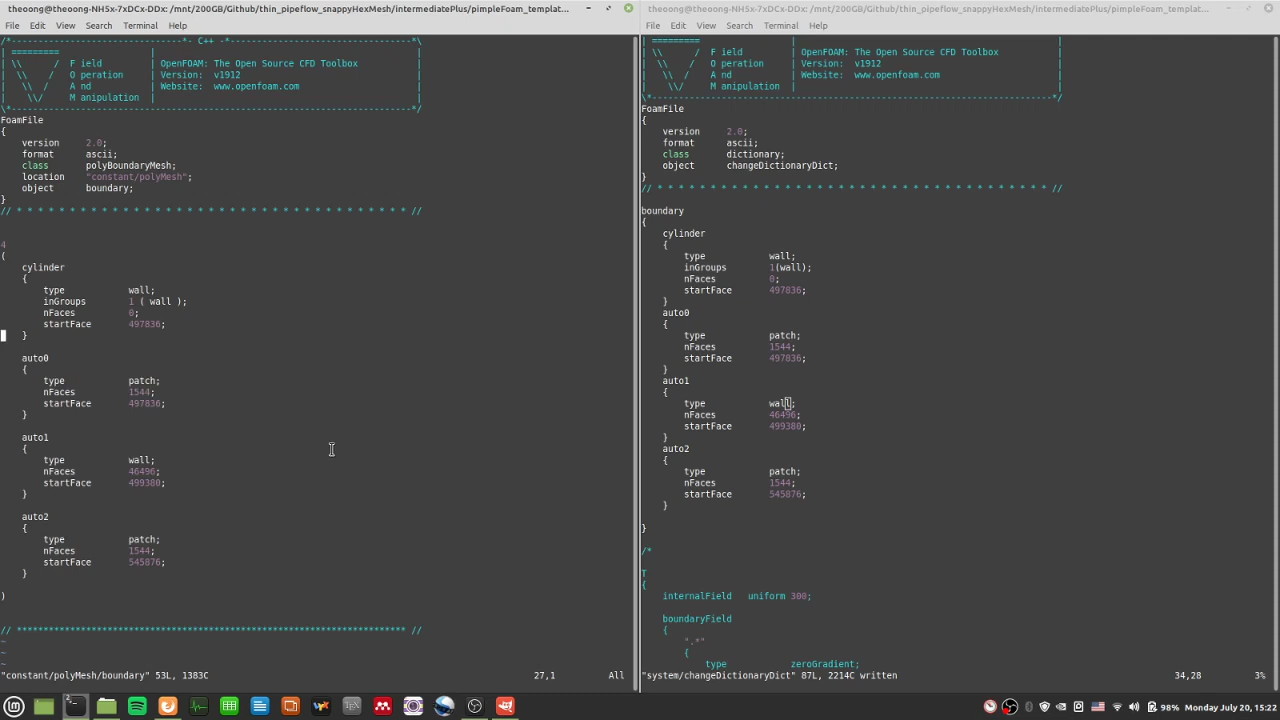 theoong@theoong-NH5x-7xDCx-DDx: /mnt/200GB/Github/thin_pipeflow_snappyHexMesh/intermediatePlus/pimpleFoam_templat...
File Edit View Search Terminal Help
/*--------------------------------*- C++ -*----------------------------------*\
| =========                 |                                                 |
| \\      /  F ield         | OpenFOAM: The Open Source CFD Toolbox           |
|  \\    /   O peration     | Version:  v1912                                 |
|   \\  /    A nd           | Website:  www.openfoam.com                      |
|    \\/     M anipulation  |                                                 |
\*---------------------------------------------------------------------------*/
FoamFile
{
    version     2.0;
    format      ascii;
    class       polyBoundaryMesh;
    location    "constant/polyMesh";
    object      boundary;
}
// * * * * * * * * * * * * * * * * * * * * * * * * * * * * * * * * * * * * * //
4
(
    cylinder
    {
        type            wall;
        inGroups        1 ( wall );
        nFaces          0;
        startFace       497836;
    }
    auto0
    {
        type            patch;
        nFaces          1544;
        startFace       497836;
    }
    auto1
    {
        type            wall;
        nFaces          46496;
        startFace       499380;
    }
    auto2
    {
        type            patch;
        nFaces          1544;
        startFace       545876;
    }
)
// ************************************************************************* //
~
~
~
"constant/polyMesh/boundary" 53L, 1383C 27,1 All
theoong@theoong-NH5x-7xDCx-DDx: /mnt/200GB/Github/thin_pipeflow_snappyHexMesh/intermediatePlus/pimpleFoam_templat...
File Edit View Search Terminal Help
| =========                 |                                                 |
| \\      /  F ield         | OpenFOAM: The Open Source CFD Toolbox           |
|  \\    /   O peration     | Version:  v1912                                 |
|   \\  /    A nd           | Website:  www.openfoam.com                      |
|    \\/     M anipulation  |                                                 |
\*---------------------------------------------------------------------------*/
FoamFile
{
    version     2.0;
    format      ascii;
    class       dictionary;
    object      changeDictionaryDict;
}
// * * * * * * * * * * * * * * * * * * * * * * * * * * * * * * * * * * * * * //
boundary
{
    cylinder
    {
        type            wall;
        inGroups        1(wall);
        nFaces          0;
        startFace       497836;
    }
    auto0
    {
        type            patch;
        nFaces          1544;
        startFace       497836;
    }
    auto1
    {
        type            wall;
        nFaces          46496;
        startFace       499380;
    }
    auto2
    {
        type            patch;
        nFaces          1544;
        startFace       545876;
    }
}
/*
T
{
    internalField   uniform 300;
    boundaryField
    {
        ".*"
        {
            type            zeroGradient;
"system/changeDictionaryDict" 87L, 2214C written 34,28 3%
98% Monday July 20, 15:22